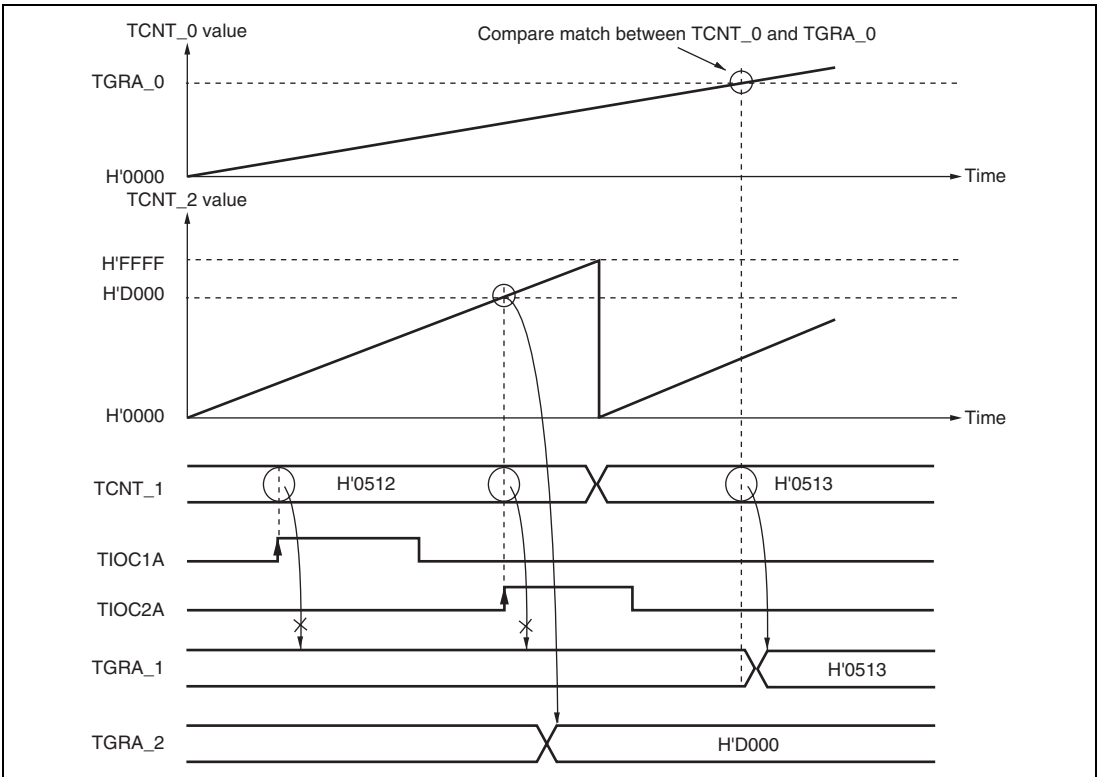 TCNT_0 value
Compare match between TCNT_0 and TGRA_0
TGRA_0
H'0000
Time
TCNT_2 value
H'FFFF
H'D000
H'0000
Time
TCNT_1
H'0512
H'0513
TIOC1A
TIOC2A
TGRA_1
H'0513
TGRA_2
H'D000